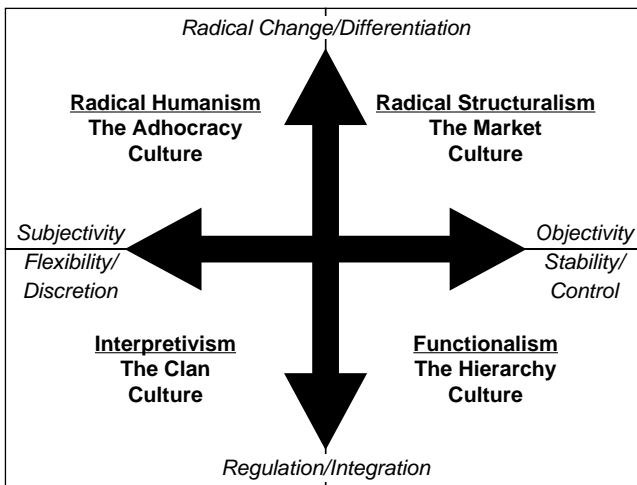 Radical Change/Differentiation
Radical Humanism
The Adhocracy
Culture
Radical Structuralism
The Market
Culture
Subjectivity
Flexibility/
Discretion
Objectivity
Stability/
Control
Interpretivism
The Clan
Culture
Functionalism
The Hierarchy
Culture
Regulation/Integration